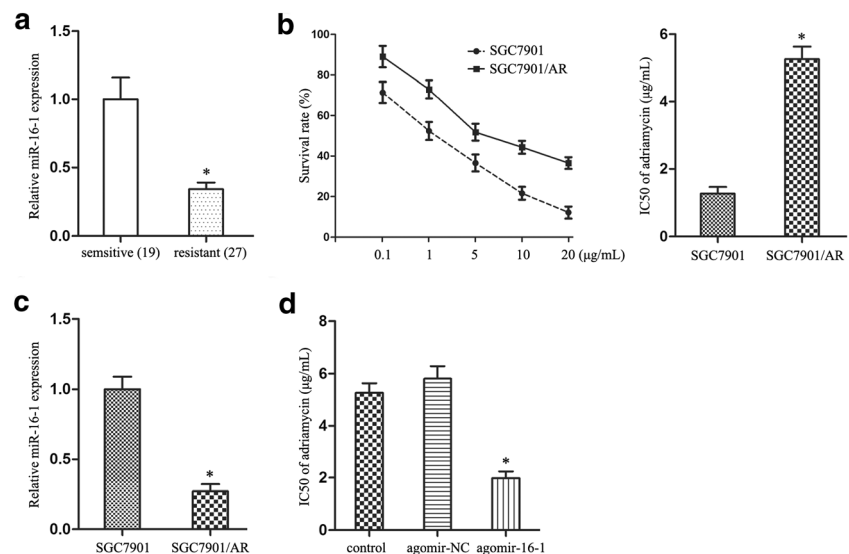 a
Relative miR-16-1 expression
1.5
1.0
0.5
0.0
semsitive (19) resistant (27)
*
b
Survival rate (%)
100
80
60
40
20
0
0.1 1 5 10 20 (μg/mL)
SGC7901
SGC7901/AR
IC50 of adriamycin (μg/mL)
6
4
2
0
SGC7901 SGC7901/AR
*
c
Relative miR-16-1 expression
1.5
1.0
0.5
0.0
SGC7901 SGC7901/AR
*
d
IC50 of adriamycin (μg/mL)
8
6
4
2
0
control agomir-NC agomir-16-1
*